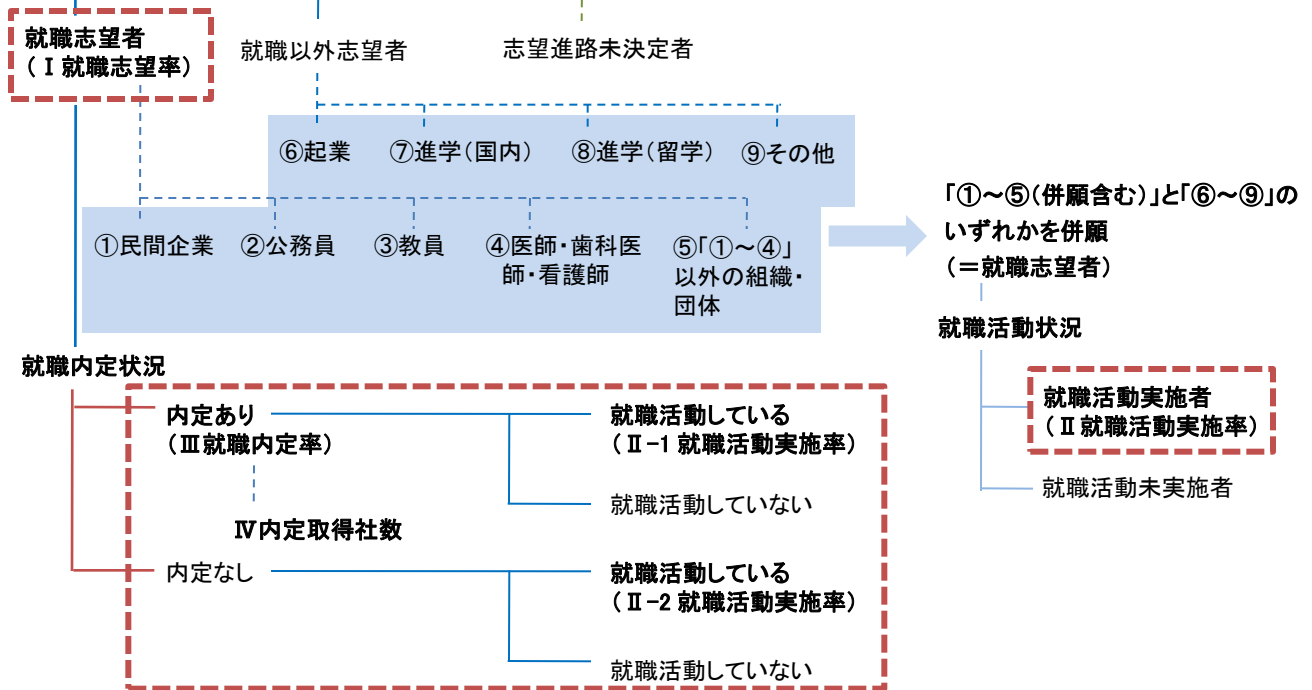 就職志望者
(Ⅰ就職志望率)
就職以外志望者
志望進路未決定者
⑥起業
⑦進学(国内)
⑧進学(留学)
⑨その他
①民間企業
②公務員
③教員
④医師・歯科医
師・看護師
⑤「①～④」
以外の組織・
団体
「①～⑤(併願含む)」と「⑥～⑨」の
いずれかを併願
(＝就職志望者)
就職活動状況
就職活動実施者
(Ⅱ就職活動実施率)
就職活動未実施者
就職内定状況
内定あり
(Ⅲ就職内定率)
就職活動している
(Ⅱ-1 就職活動実施率)
就職活動していない
Ⅳ内定取得社数
内定なし
就職活動している
(Ⅱ-2 就職活動実施率)
就職活動していない